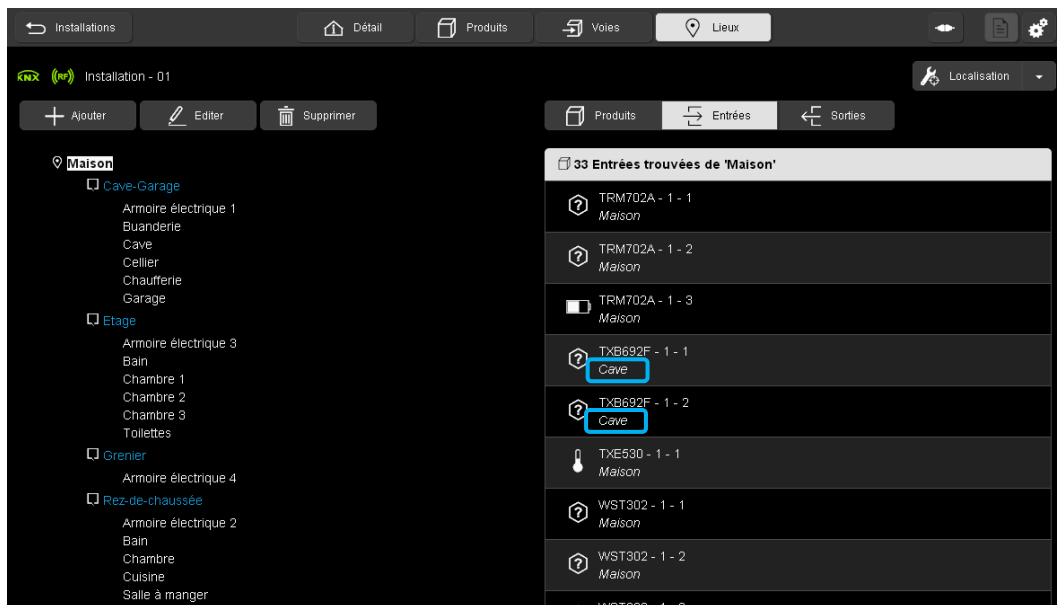 Installations
Détail
Produits
Voies
Lieux
KNX ((RF)) Installation - 01
Localisation
Ajouter
Editer
Supprimer
Produits
Entrées
Sorties
Maison
Cave-Garage
Armoire électrique 1
Buanderie
Cave
Cellier
Chaufferie
Garage
Etage
Armoire électrique 3
Bain
Chambre 1
Chambre 2
Chambre 3
Toilettes
Grenier
Armoire électrique 4
Rez-de-chaussée
Armoire électrique 2
Bain
Chambre
Cuisine
Salle à manger
33 Entrées trouvées de 'Maison'
TRM702A - 1 - 1
Maison
TRM702A - 1 - 2
Maison
TRM702A - 1 - 3
Maison
TXB692F - 1 - 1
Cave
TXB692F - 1 - 2
Cave
TXE530 - 1 - 1
Maison
WST302 - 1 - 1
Maison
WST302 - 1 - 2
Maison